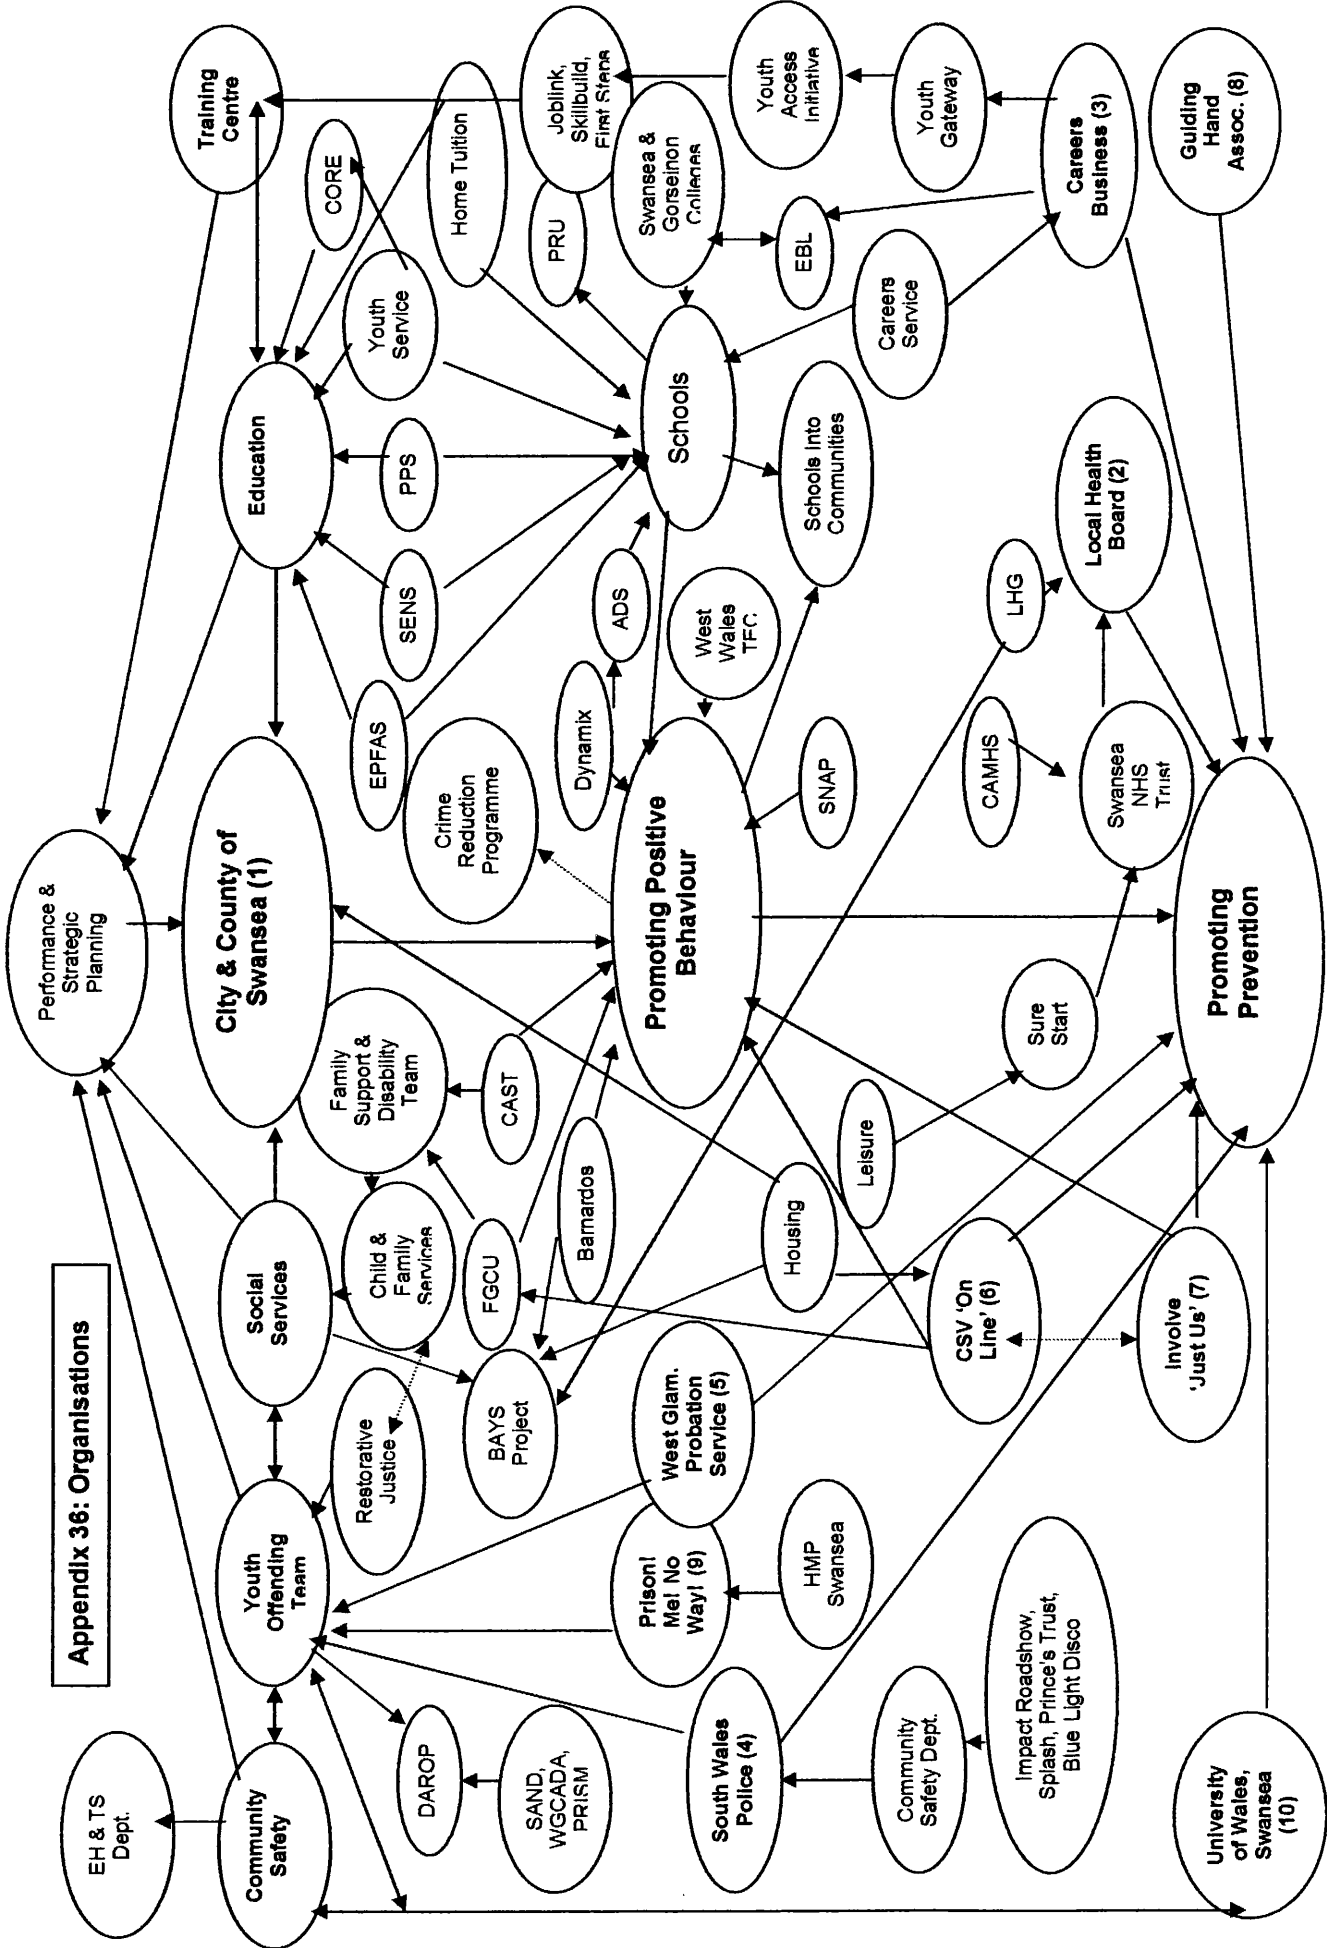 Appendix 36: Organisations
EH & TS
Dept.
Performance &
Strategic
Planning
Training
Centre
Community
Safety
Youth
Offending
Team
Social
Services
City & County of
Swansea (1)
Education
CORE
Restorative
Justice
Child &
Family
Services
Family
Support &
Disability
Team
EPFAS
SENS
PPS
Youth
Service
Home Tuition
DAROP
BAYS
Project
FGCU
CAST
Crime
Reduction
Programme
SAND,
WGCADA,
PRISM
Barnardos
Dynamix
ADS
PRU
Joblink,
Skillbuild,
First Steps
South Wales
Police (4)
Prison!
Me! No
Way! (9)
West Glam.
Probation
Service (5)
Promoting Positive
Behaviour
West
Wales
TFC
Schools
Swansea &
Gorseinon
Colleges
HMP
Swansea
Housing
SNAP
Schools Into
Communities
EBL
Youth
Access
Initiative
Community
Safety Dept.
Leisure
Careers
Service
Youth
Gateway
Impact Roadshow,
Splash, Prince's Trust,
Blue Light Disco
CSV 'On
Line' (6)
Sure
Start
CAMHS
LHG
Careers
Business (3)
Swansea
NHS
Trust
Local Health
Board (2)
University
of Wales,
Swansea
(10)
Involve
'Just Us' (7)
Promoting
Prevention
Guiding
Hand
Assoc. (8)